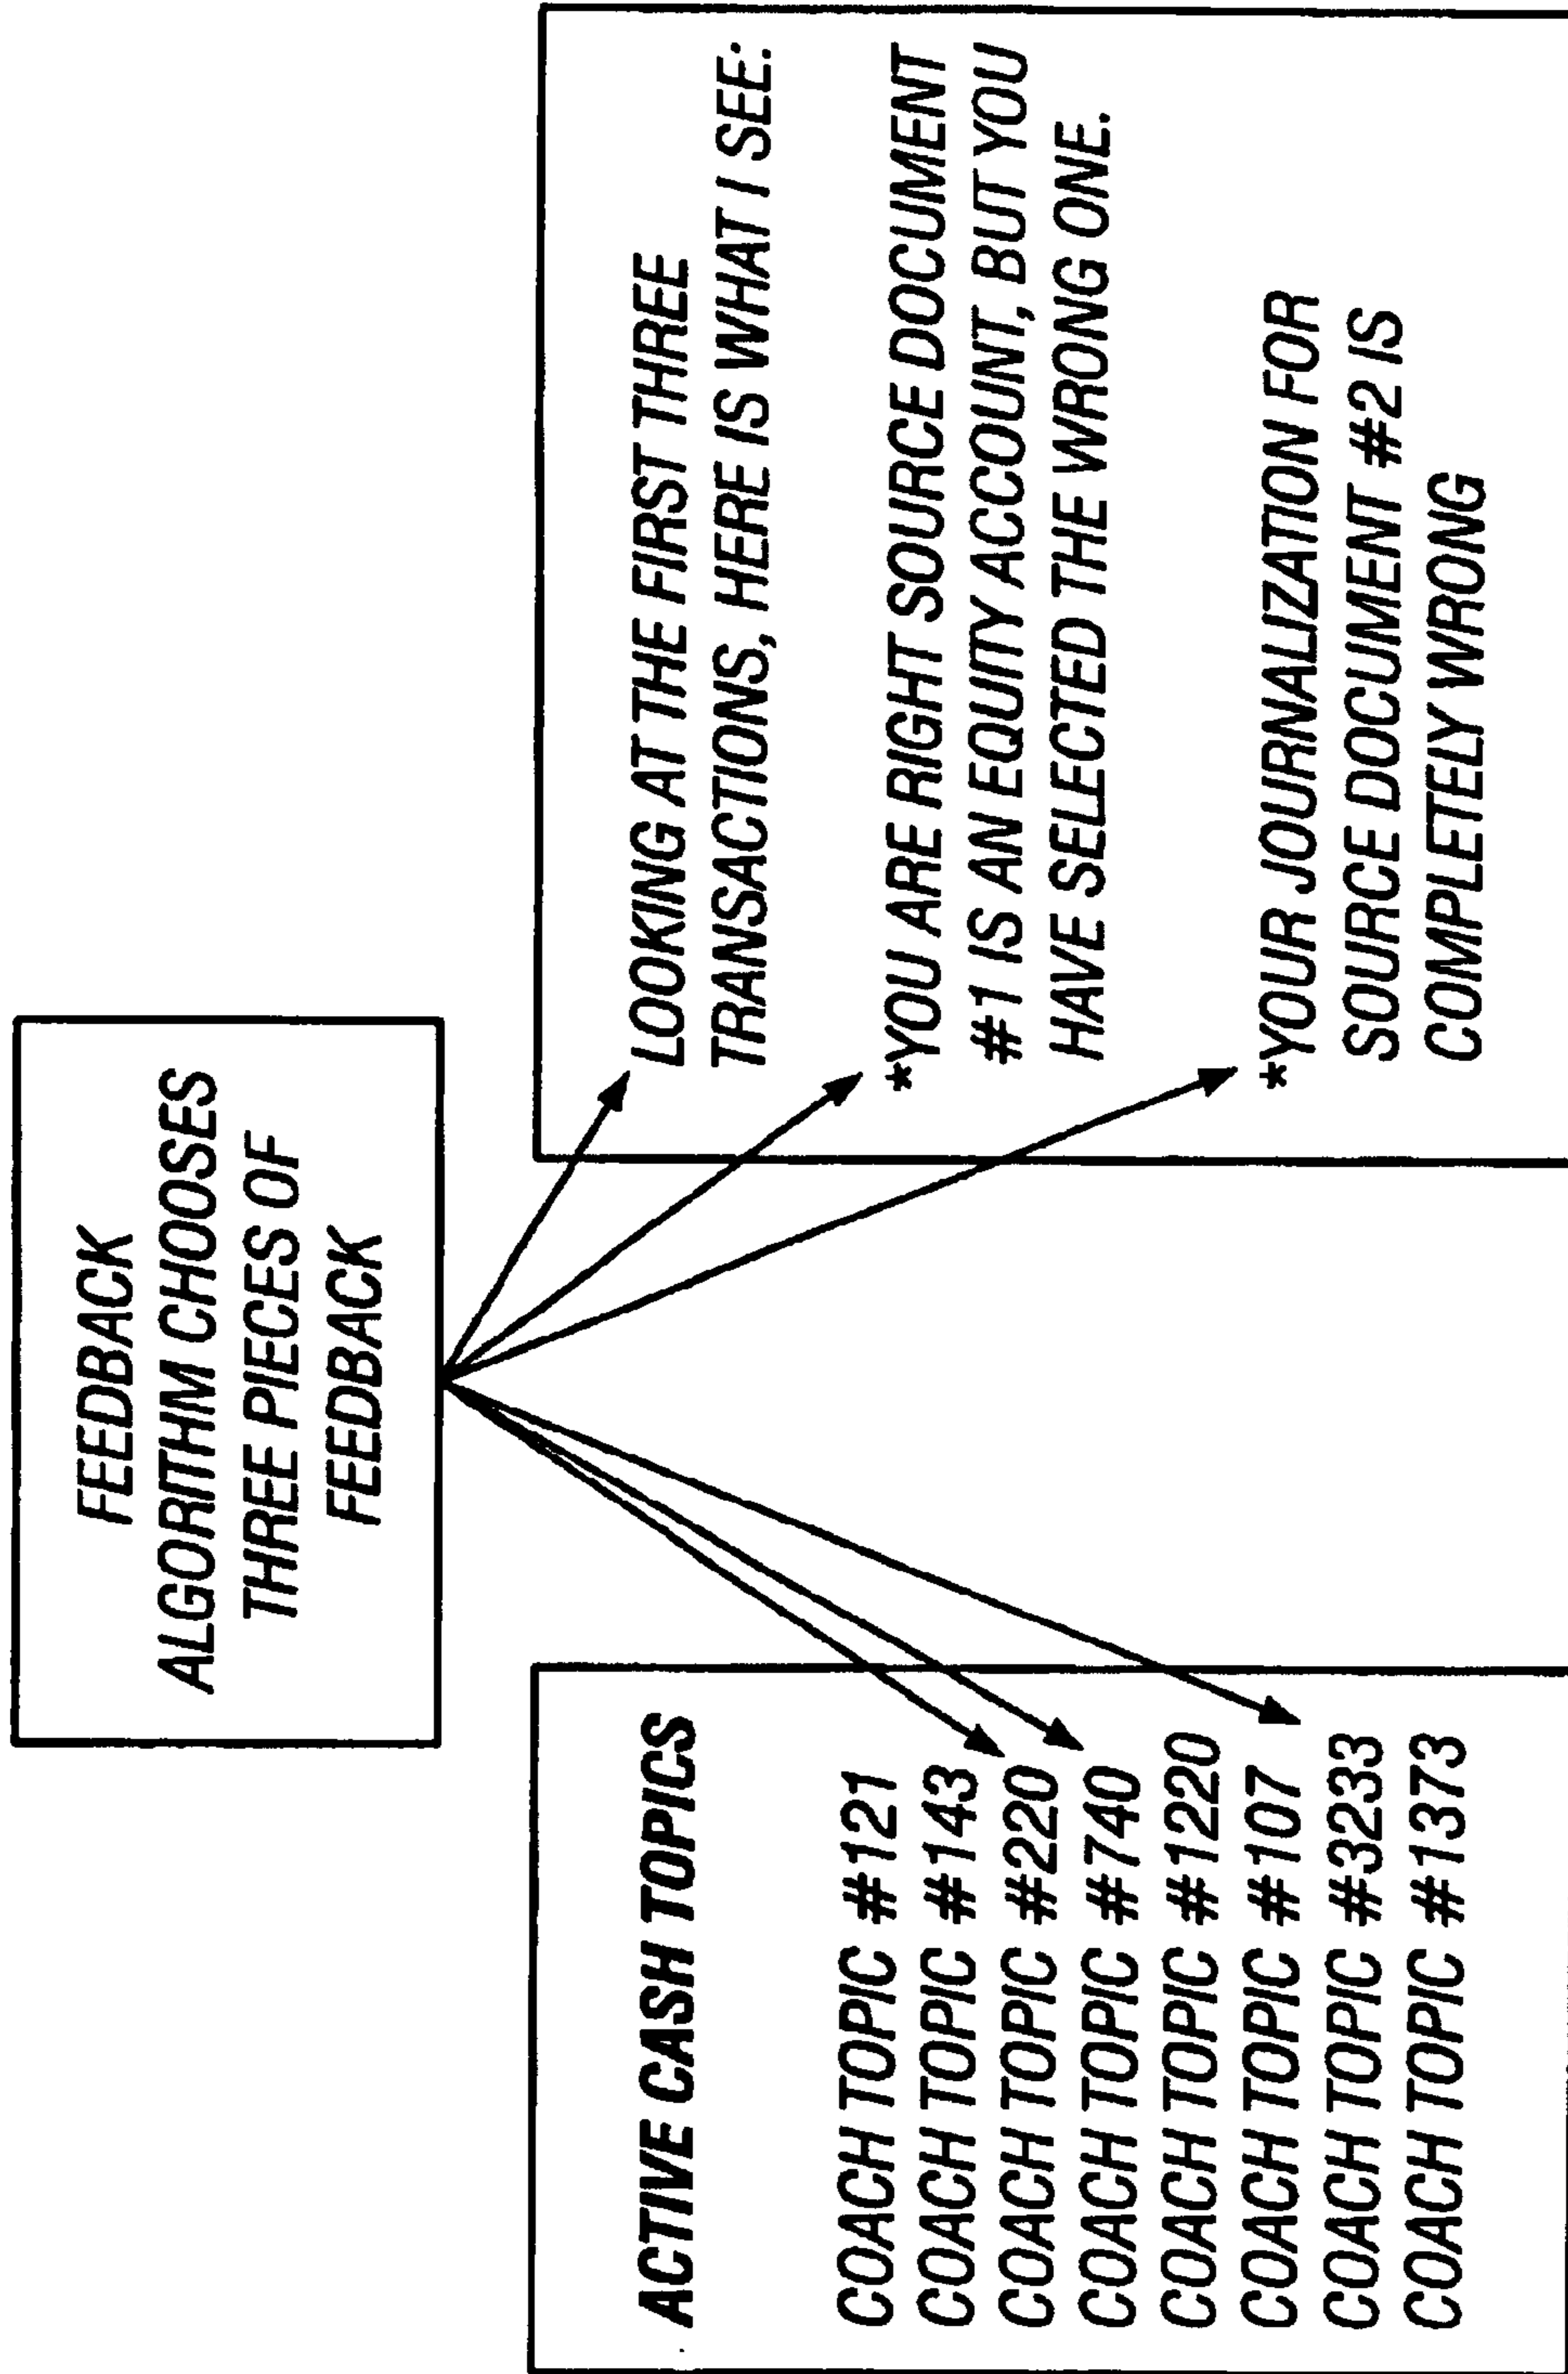 FEEDBACK
ALGORITHM CHOOSES
THREE PIECES OF
FEEDBACK
ACTIVE CASH TOPICS
COACH TOPIC #121
COACH TOPIC #143
COACH TOPIC #220
COACH TOPIC #740
COACH TOPIC #1220
COACH TOPIC #107
COACH TOPIC #3233
COACH TOPIC #1373
LOOKING AT THE FIRST THREE
TRANSACTIONS, HERE IS WHAT I SEE:
*YOU ARE RIGHT SOURCE DOCUMENT
#1 IS AN EQUITY ACCOUNT, BUT YOU
HAVE SELECTED THE WRONG ONE.
*YOUR JOURNALIZATION FOR
SOURCE DOCUMENT #2 IS
COMPLETELY WRONG